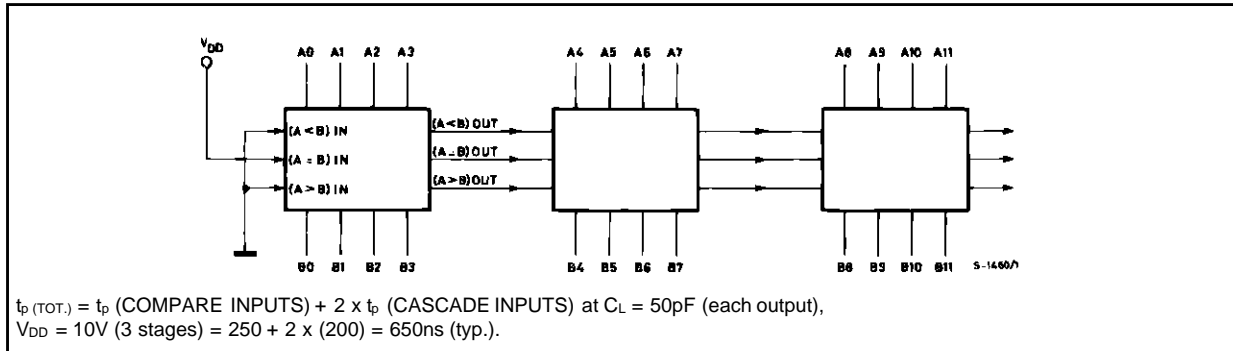 VDD
A0 A1 A2 A3
A4 A5 A6 A7
A8 A9 A10 A11
(A < B) IN
(A = B) IN
(A > B) IN
(A < B) OUT
(A = B) OUT
(A > B) OUT
B0 B1 B2 B3
B4 B5 B6 B7
B8 B9 B10 B11
S-1460/1
tp (TOT.) = tp (COMPARE INPUTS) + 2 x tp (CASCADE INPUTS) at CL = 50pF (each output),
VDD = 10V (3 stages) = 250 + 2 x (200) = 650ns (typ.).